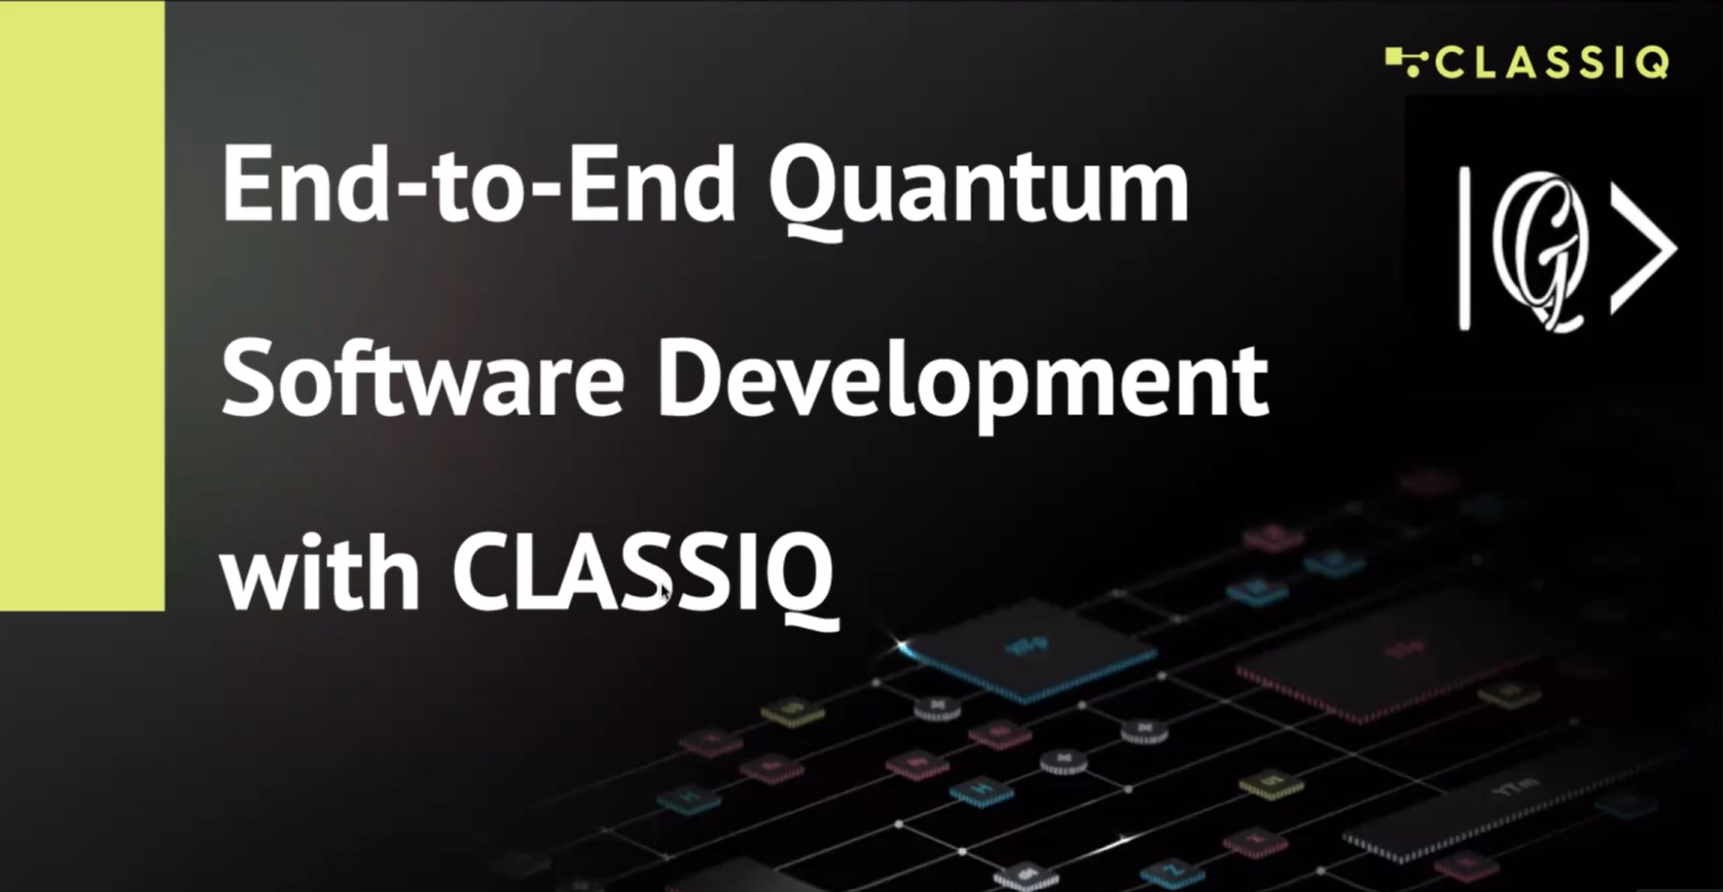 CLASSIQ
End-to-End Quantum
Software Development
with CLASSIQ
H
H
Z
X